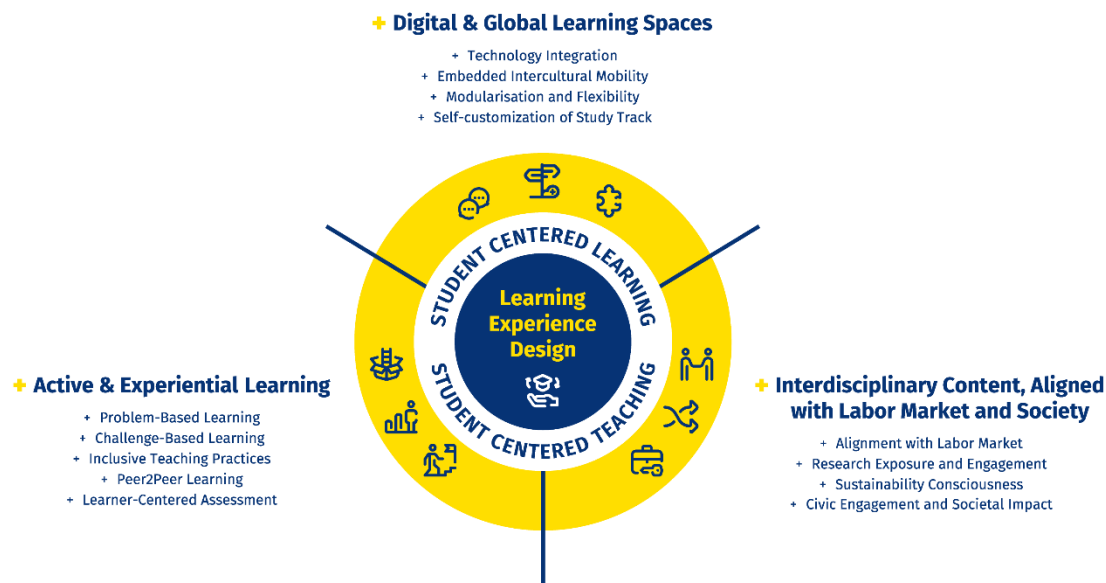 + Digital & Global Learning Spaces
+ Technology Integration
+ Embedded Intercultural Mobility
+ Modularisation and Flexibility
+ Self-customization of Study Track
STUDENT CENTERED LEARNING
Learning
Experience
Design
STUDENT CENTERED TEACHING
+ Active & Experiential Learning
+ Problem-Based Learning
+ Challenge-Based Learning
+ Inclusive Teaching Practices
+ Peer2Peer Learning
+ Learner-Centered Assessment
+ Interdisciplinary Content, Aligned
with Labor Market and Society
+ Alignment with Labor Market
+ Research Exposure and Engagement
+ Sustainability Consciousness
+ Civic Engagement and Societal Impact